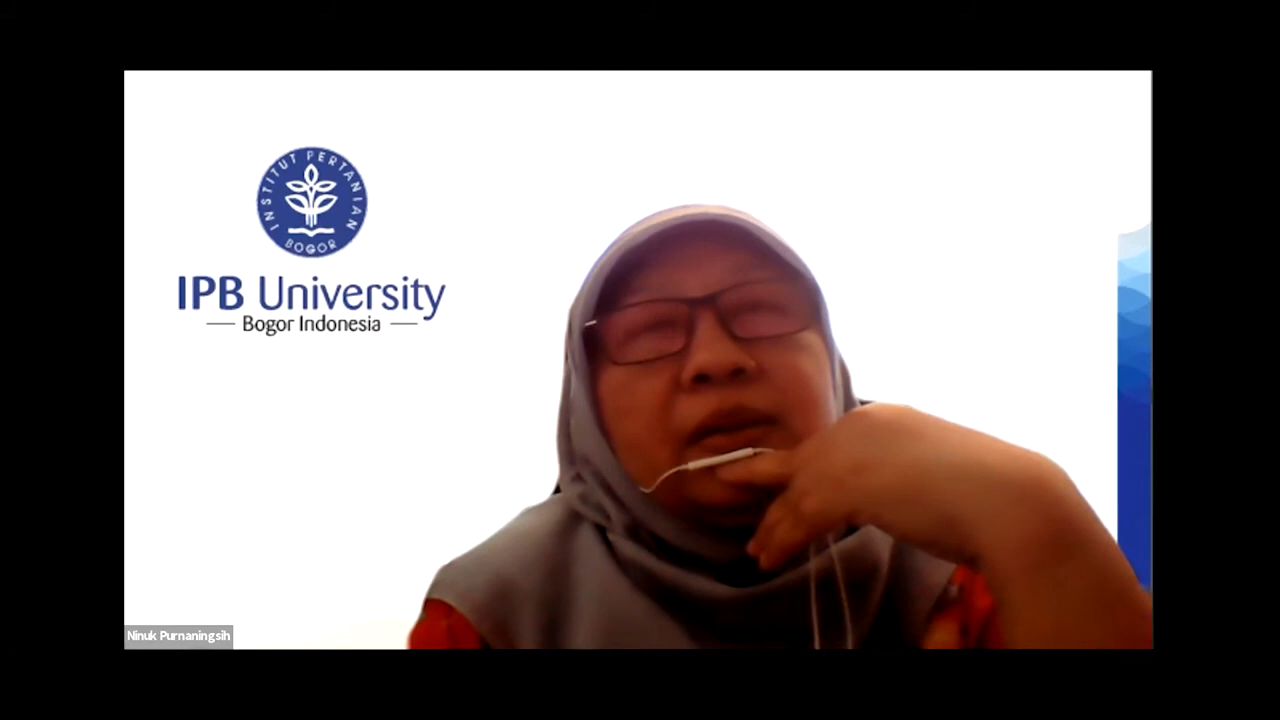 INSTITUT PERTANIAN
BOGOR
IPB University
Bogor Indonesia
Ninuk Purnaningsih